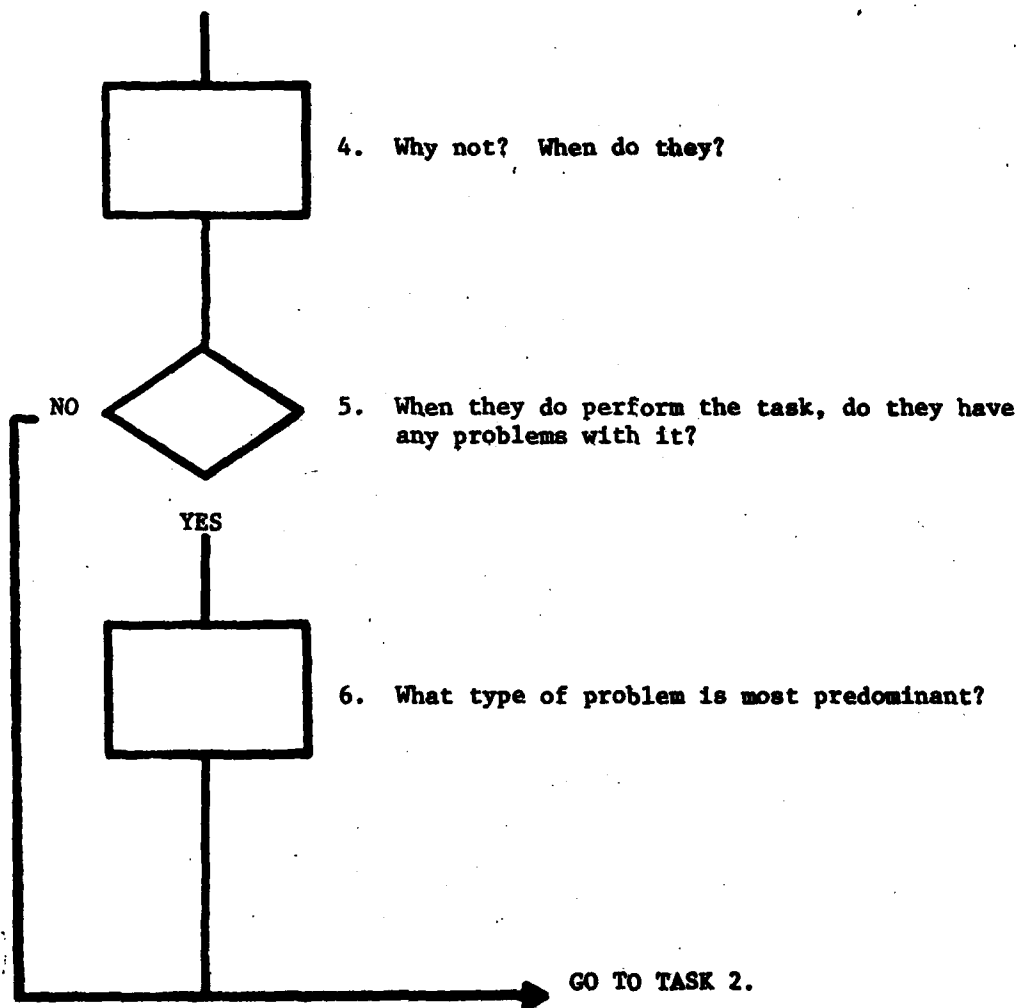 4. Why not? When do they?
NO
5. When they do perform the task, do they have
any problems with it?
YES
6. What type of problem is most predominant?
GO TO TASK 2.